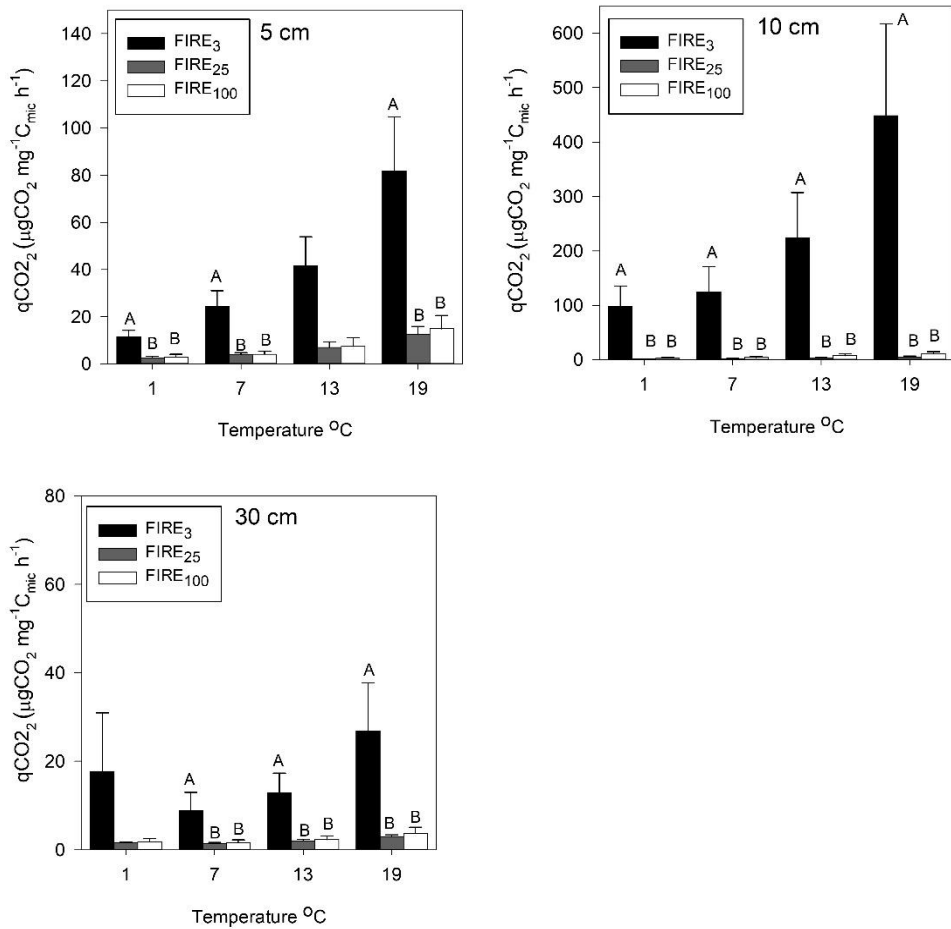 5 cm
FIRE₃
FIRE₂₅
FIRE₁₀₀
qCO2₂ (µgCO₂ mg⁻¹C_mic h⁻¹)
140
120
100
80
60
40
20
0
A
A
B
B
A
B
B
A
B
B
1
7
13
19
Temperature ºC
10 cm
FIRE₃
FIRE₂₅
FIRE₁₀₀
qCO2₂ (µgCO₂ mg⁻¹C_mic h⁻¹)
600
500
400
300
200
100
0
A
B B
A
B B
A
B B
A
B B
1
7
13
19
Temperature ºC
30 cm
FIRE₃
FIRE₂₅
FIRE₁₀₀
qCO2₂ (µgCO₂ mg⁻¹C_mic h⁻¹)
80
60
40
20
0
A
B B
A
B B
A
B B
1
7
13
19
Temperature ºC